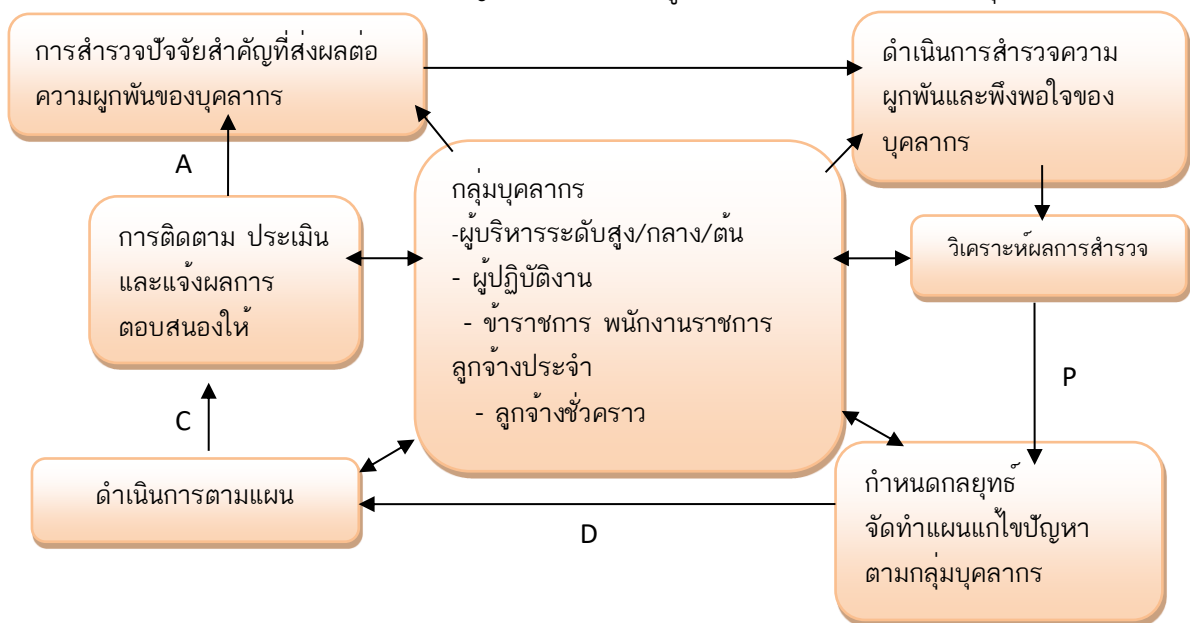 การสำรวจปัจจัยสำคัญที่ส่งผลต่อ
ความผูกพันของบุคลากร
ดำเนินการสำรวจความ
ผูกพันและพึงพอใจของ
บุคลากร
A
กลุ่มบุคลากร
-ผู้บริหารระดับสูง/กลาง/ต้น
- ผู้ปฏิบัติงาน
- ข้าราชการ พนักงานราชการ
ลูกจ้างประจำ
- ลูกจ้างชั่วคราว
การติดตาม ประเมิน
และแจ้งผลการ
ตอบสนองให้
วิเคราะห์ผลการสำรวจ
P
C
ดำเนินการตามแผน
D
กำหนดกลยุทธ์
จัดทำแผนแก้ไขปัญหา
ตามกลุ่มบุคลากร